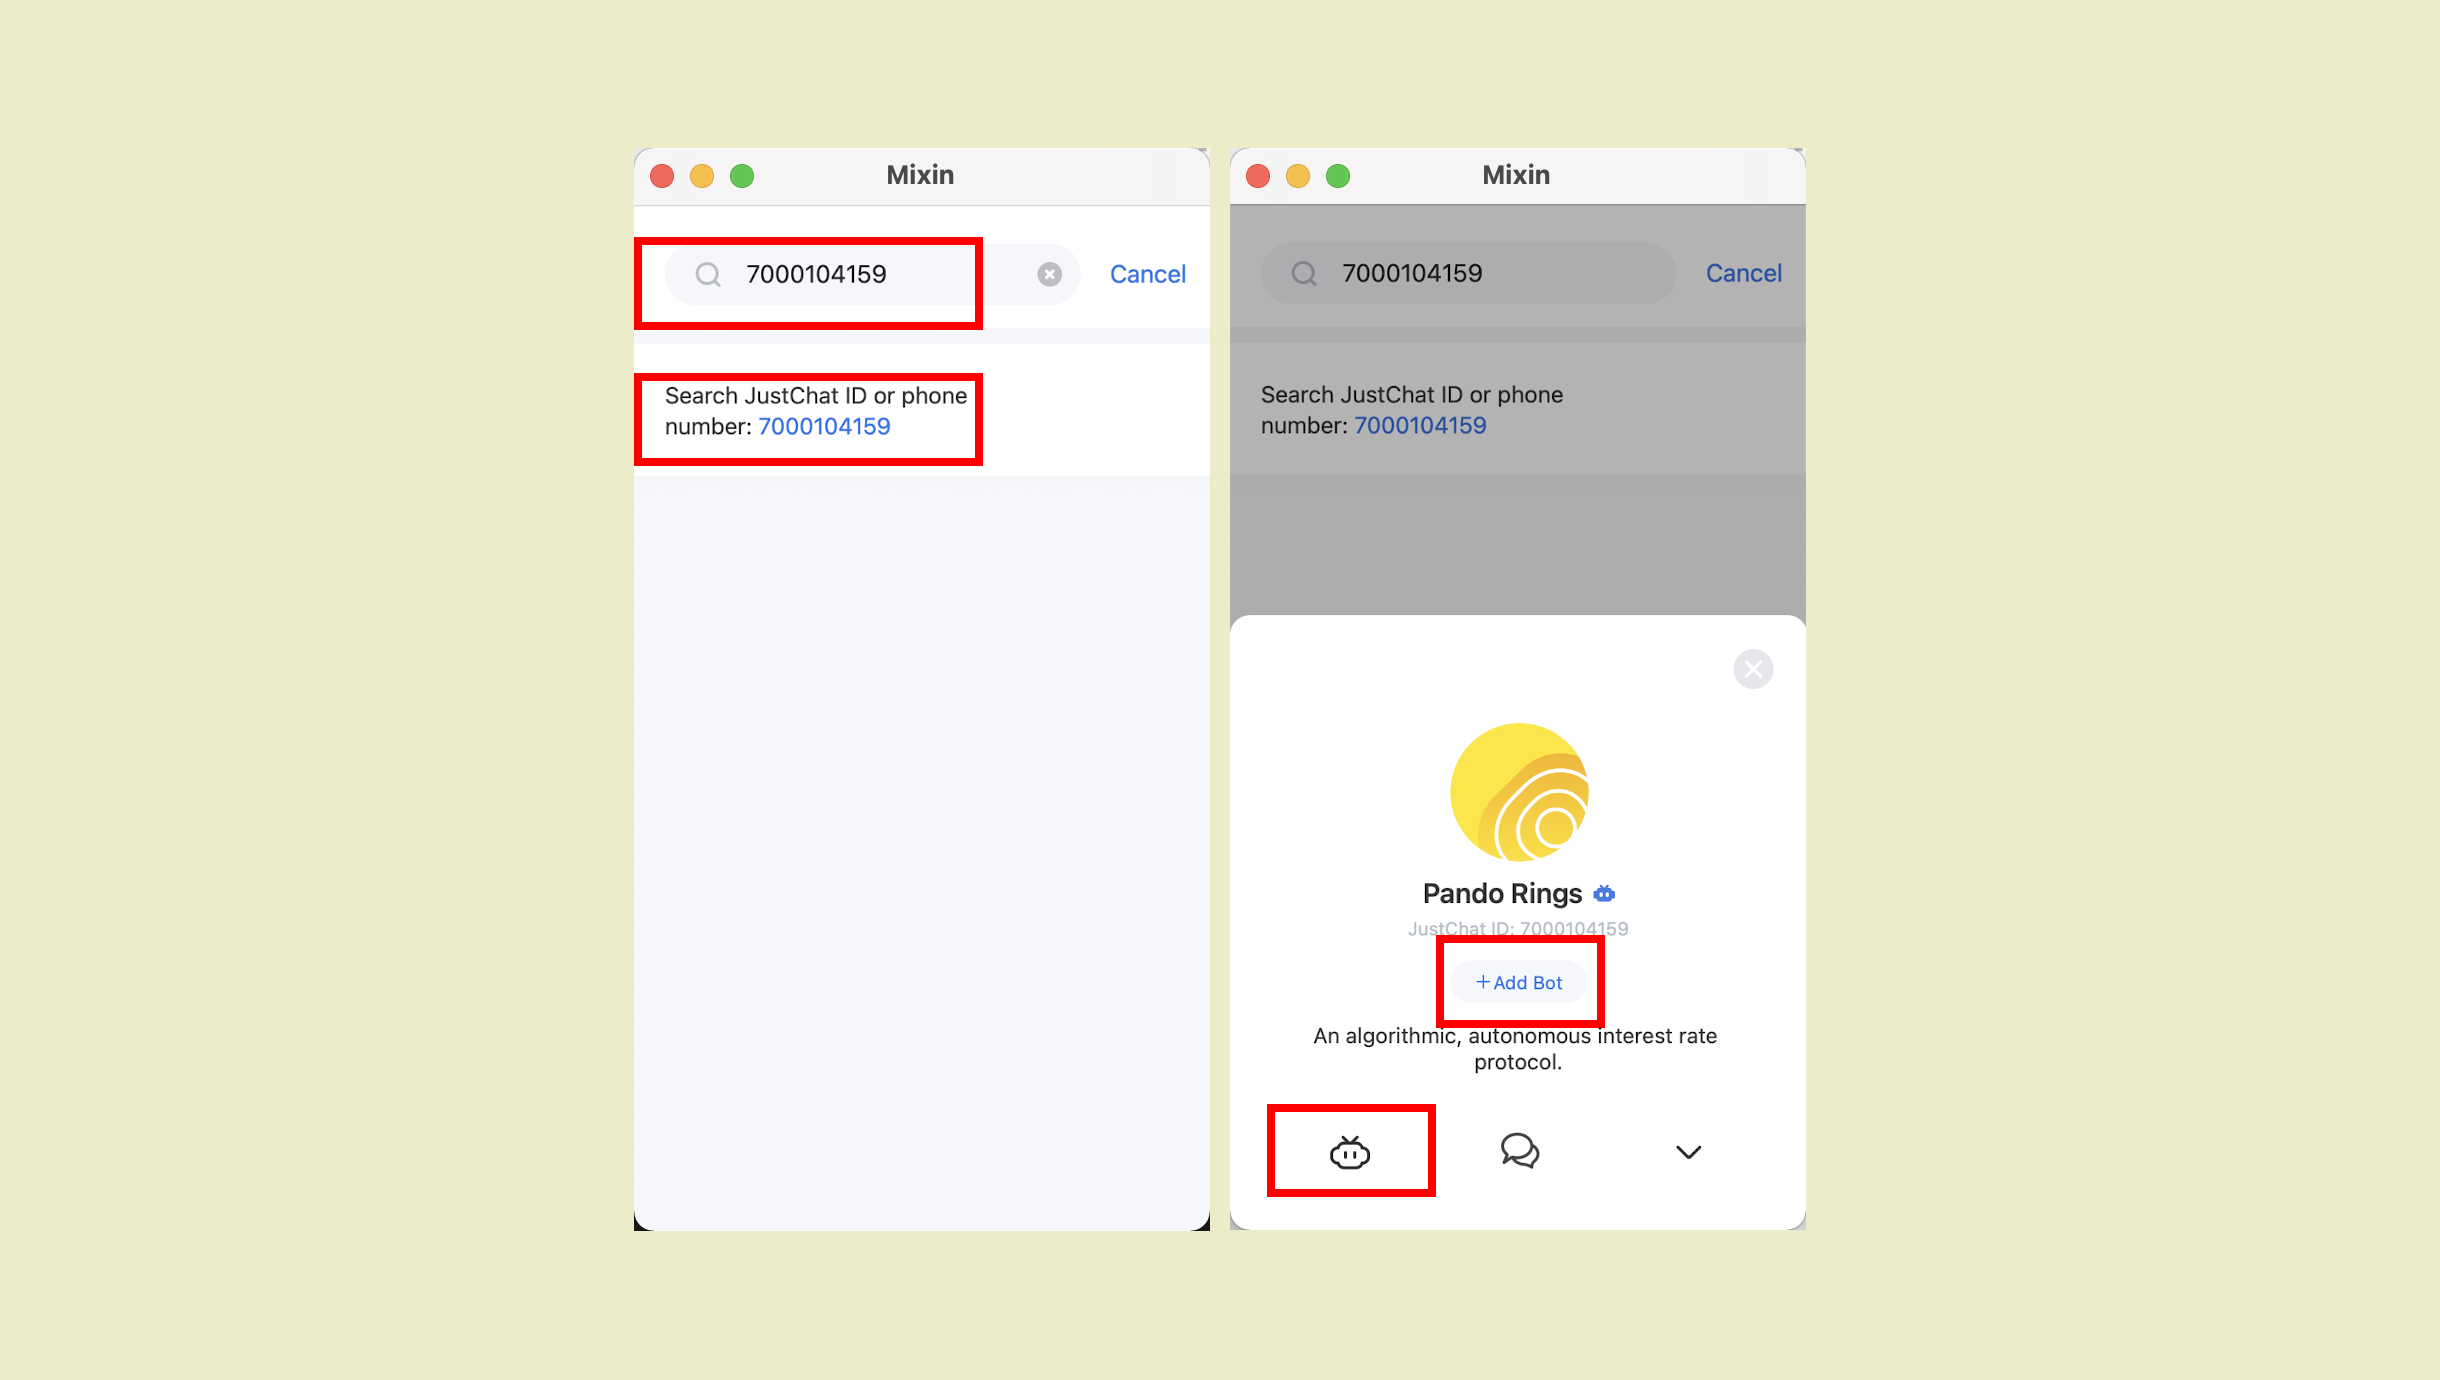 Mixin
7000104159
Cancel
Search JustChat ID or phone
number: 7000104159
Mixin
7000104159
Cancel
Search JustChat ID or phone
number: 7000104159
Pando Rings
JustChat ID: 7000104159
+Add Bot
An algorithmic, autonomous interest rate
protocol.